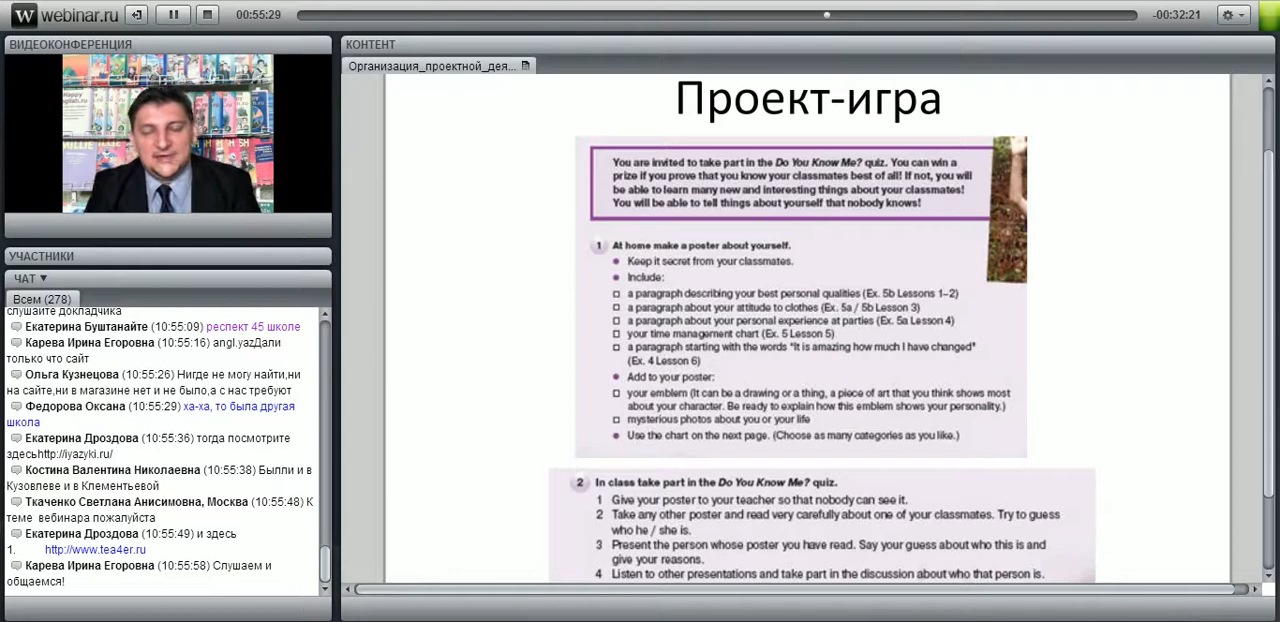 webinar.ru
00:55:29
-00:32:21
ВИДЕОКОНФЕРЕНЦИЯ
УЧАСТНИКИ
ЧАТ ▼
Всем (278)
слушайте докладчика
Екатерина Буштанайте (10:55:09) респект 45 школе
Карева Ирина Егоровна (10:55:16) angl.yazДали
только что сайт
Ольга Кузнецова (10:55:26) Нигде не могу найти,ни
на сайте,ни в магазине нет и не было,а с нас требуют
Федорова Оксана (10:55:29) ха-ха, то была другая
школа
Екатерина Дроздова (10:55:36) тогда посмотрите
здесьhttp://iyazyki.ru/
Костина Валентина Николаевна (10:55:38) Былли и в
Кузовлеве и в Клементьевой
Ткаченко Светлана Анисимовна, Москва (10:55:48) К
теме вебинара пожалуйста
Екатерина Дроздова (10:55:49) и здесь
1. http://www.tea4er.ru
Карева Ирина Егоровна (10:55:58) Слушаем и
общаемся!
КОНТЕНТ
Организация_проектной_дея...
Проект-игра
You are invited to take part in the Do You Know Me? quiz. You can win a
prize if you prove that you know your classmates best of all! If not, you will
be able to learn many new and interesting things about your classmates!
You will be able to tell things about yourself that nobody knows!
1 At home make a poster about yourself.
Keep it secret from your classmates.
Include:
a paragraph describing your best personal qualities (Ex. 5b Lessons 1–2)
a paragraph about your attitude to clothes (Ex. 5a / 5b Lesson 3)
a paragraph about your personal experience at parties (Ex. 5a Lesson 4)
your time management chart (Ex. 5 Lesson 5)
a paragraph starting with the words "It is amazing how much I have changed"
(Ex. 4 Lesson 6)
Add to your poster:
your emblem (It can be a drawing or a thing, a piece of art that you think shows most
about your character. Be ready to explain how this emblem shows your personality.)
mysterious photos about you or your life
Use the chart on the next page. (Choose as many categories as you like.)
2 In class take part in the Do You Know Me? quiz.
1 Give your poster to your teacher so that nobody can see it.
2 Take any other poster and read very carefully about one of your classmates. Try to guess
who he / she is.
3 Present the person whose poster you have read. Say your guess about who this is and
give your reasons.
4 Listen to other presentations and take part in the discussion about who that person is.